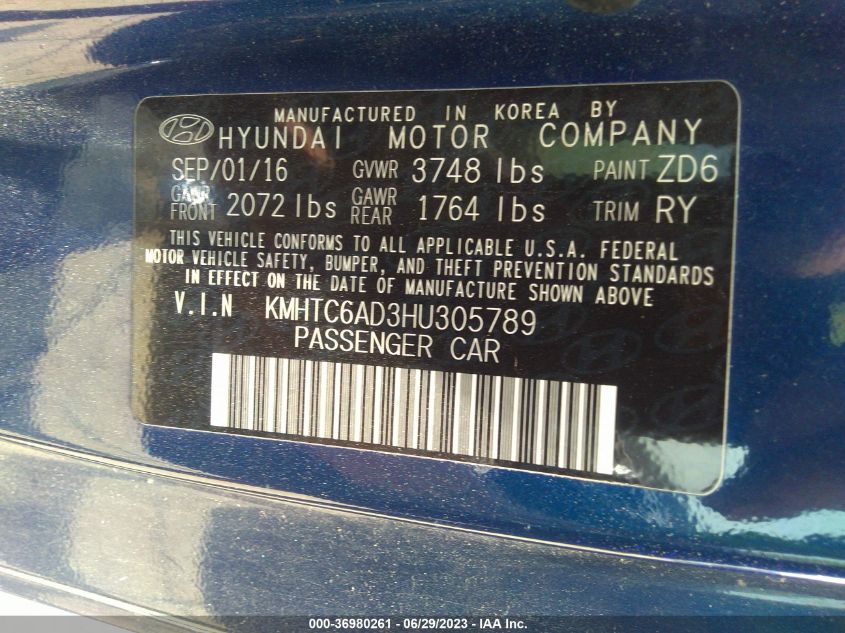 MANUFACTURED IN KOREA BY
HYUNDAI MOTOR COMPANY
SEP/01/16 GVWR 3748 lbs PAINT ZD6
GAWR FRONT 2072 lbs GAWR REAR 1764 lbs TRIM RY
THIS VEHICLE CONFORMS TO ALL APPLICABLE U.S.A. FEDERAL
MOTOR VEHICLE SAFETY, BUMPER, AND THEFT PREVENTION STANDARDS
IN EFFECT ON THE DATE OF MANUFACTURE SHOWN ABOVE
V.I.N KMHTC6AD3HU305789
PASSENGER CAR
000-36980261 - 06/29/2023 - IAA Inc.